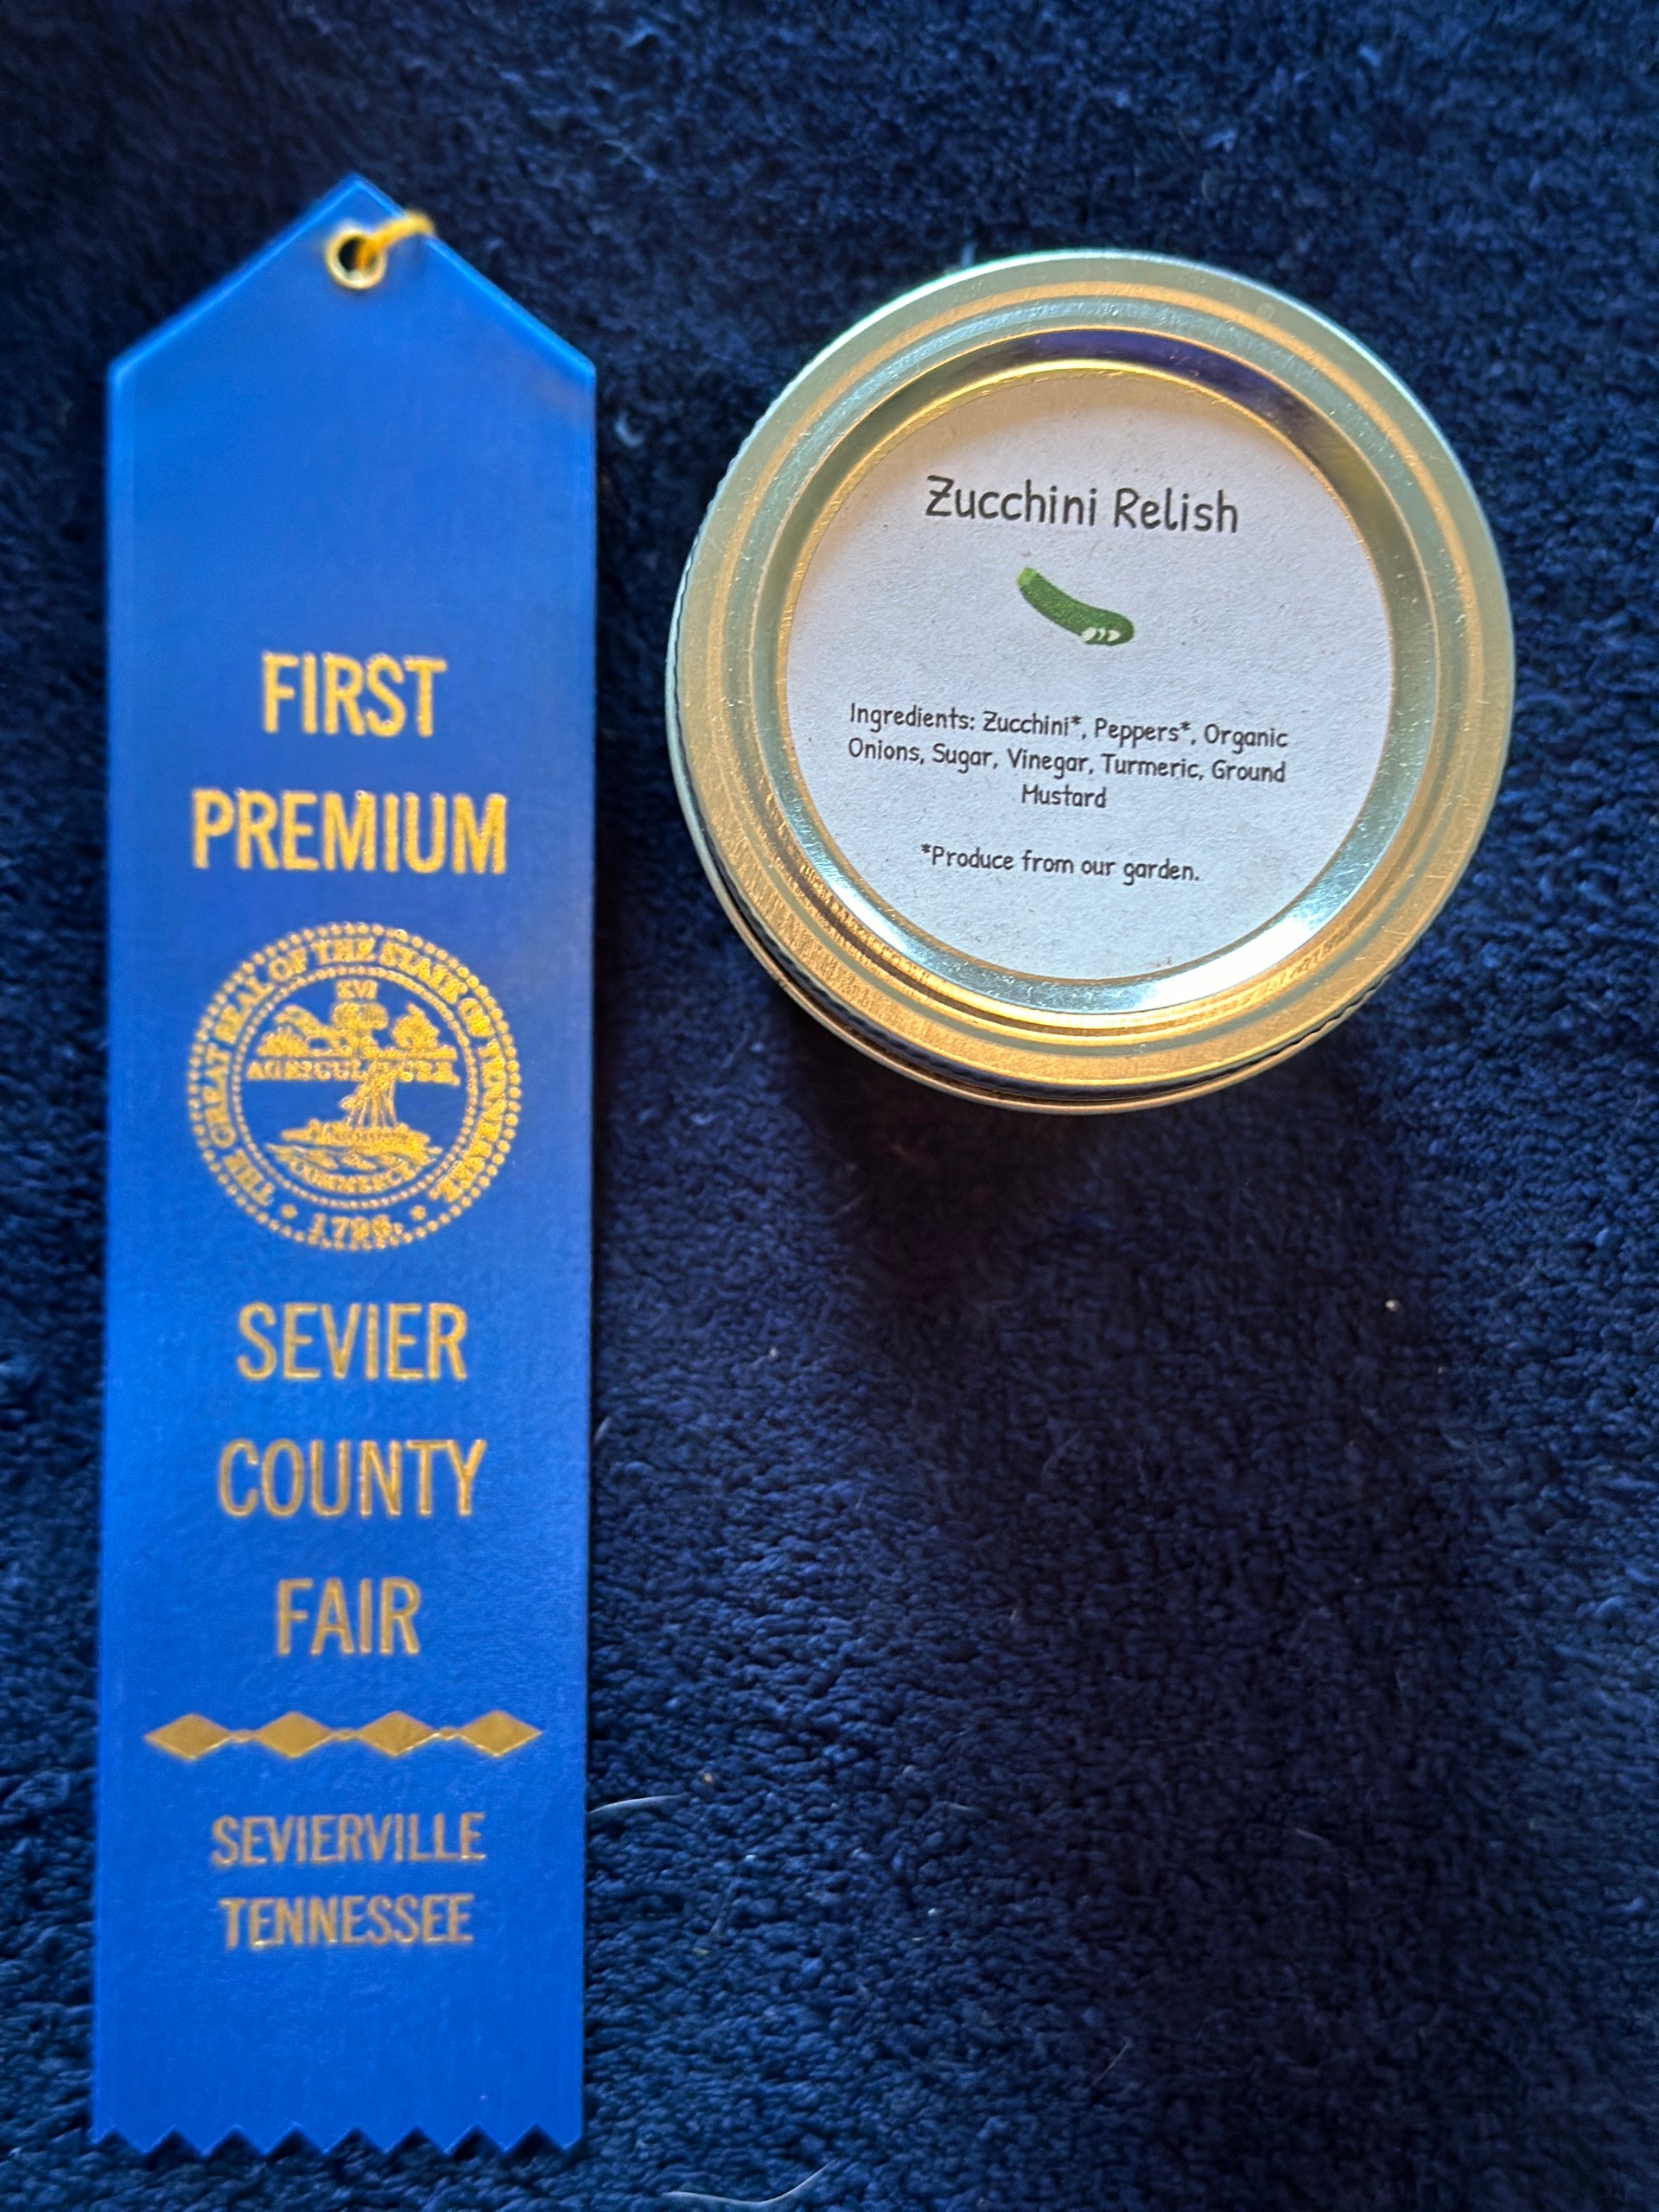 FIRST
PREMIUM
THE GREAT SEAL OF THE STATE OF TENNESSEE
XVI
AGRICULTURE
COMMERCE
1796
SEVIER
COUNTY
FAIR
SEVIERVILLE
TENNESSEE
Zucchini Relish
Ingredients: Zucchini*, Peppers*, Organic
Onions, Sugar, Vinegar, Turmeric, Ground
Mustard
*Produce from our garden.